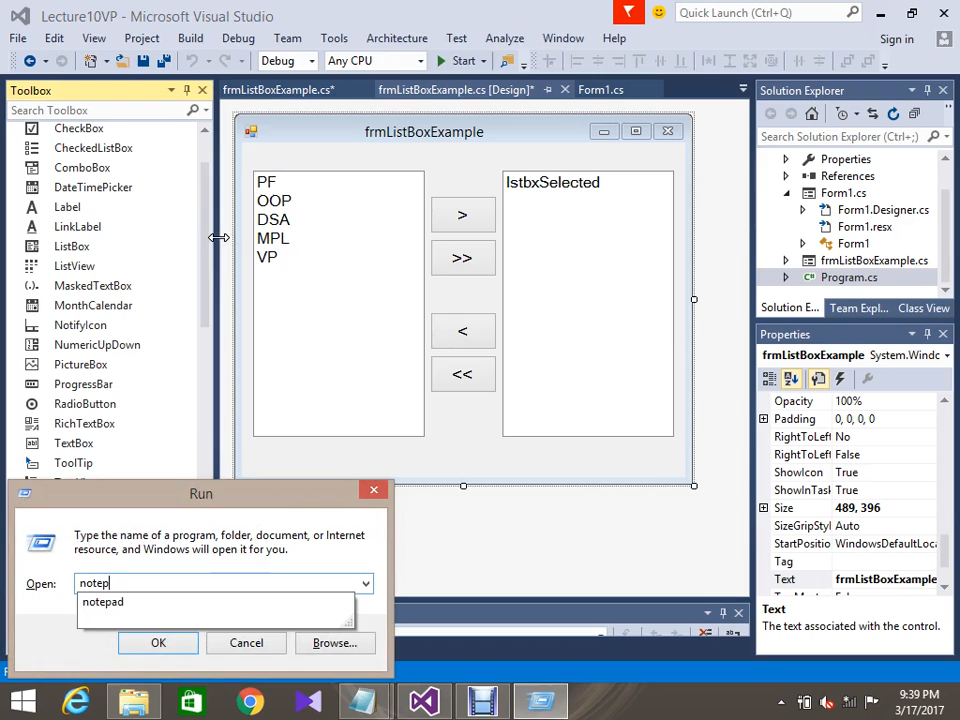 Lecture10VP - Microsoft Visual Studio
Quick Launch (Ctrl+Q)
File Edit View Project Build Debug Team Tools Architecture Test Analyze Window Help
Sign in
Debug Any CPU Start
Toolbox
Search Toolbox
CheckBox
CheckedListBox
ComboBox
DateTimePicker
Label
LinkLabel
ListBox
ListView
MaskedTextBox
MonthCalendar
NotifyIcon
NumericUpDown
PictureBox
ProgressBar
RadioButton
RichTextBox
TextBox
ToolTip
frmListBoxExample.cs* frmListBoxExample.cs [Design]* Form1.cs
frmListBoxExample
PF
OOP
DSA
MPL
VP
>
>>
<
<<
lstbxSelected
Solution Explorer
Search Solution Explorer (Ctrl+;)
Properties
References
Form1.cs
Form1.Designer.cs
Form1.resx
Form1
frmListBoxExample.cs
C# Program.cs
Solution E... Team Expl... Class View
Properties
frmListBoxExample System.Windc
Opacity 100%
Padding 0, 0, 0, 0
RightToLeft No
RightToLeft False
ShowIcon True
ShowInTask True
Size 489, 396
SizeGripStyl Auto
StartPositio WindowsDefaultLoca
Tag
Text frmListBoxExample
Text
The text associated with the control.
Run
Type the name of a program, folder, document, or Internet
resource, and Windows will open it for you.
Open: notep
notepad
OK Cancel Browse...
9:39 PM
3/17/2017